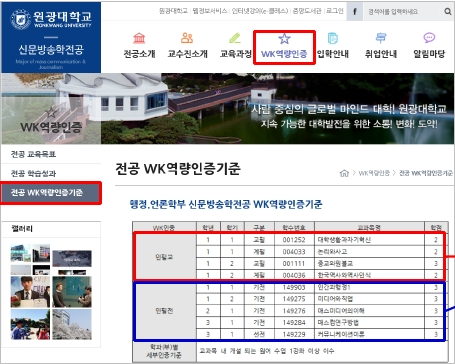 원광대학교
WONKWANG UNIVERSITY
신문방송학전공
Major of mass communication & Journalism
원광대학교 | 웹정보서비스 | 인터넷강의(e-클래스) | 증명도서관 | 로그인
검색어를 입력하세요
전공소개 교수진소개 교육과정 WK역량인증 입학안내 취업안내 알림마당
WK역량인증
사람 중심의 글로벌 마인드 대학! 원광대학교
지속 가능한 대학발전을 위한 소통! 변화! 도약!
전공 교육목표
전공 학습성과
전공 WK역량인증기준
갤러리
전공 WK역량인증기준
WK역량인증 > 전공 WK역량인증기준
행정.언론학부 신문방송학전공 WK역량인증기준
WK인증 학년 학기 구분 학수번호 교과목명 학점
인필교
1 1 교필 001252 대학생활과자기혁신 2
1 1 계필 004033 논리와사고 2
1 2 교필 001111 종교와원불교 3
1 2 계필 004036 한국역사와역사인식 2
인필전
1 1 기전 149903 인간과행정1 3
1 2 기전 149275 미디어와직업 3
2 1 기전 149276 매스미디어의이해 3
3 1 기전 149284 매스컴연구방법 3
3 1 선전 149229 커뮤니케이션이론 3
학과(부)별 세부인증기준 교과목 내 개설 되는 원어 수업 1강좌 이상 이수